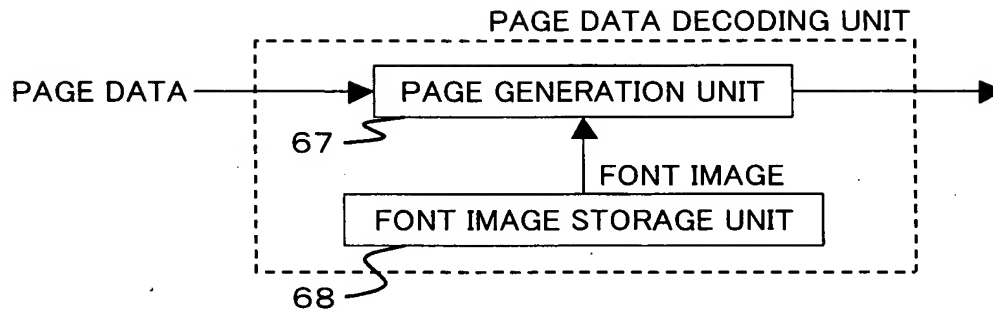 PAGE DATA DECODING UNIT
PAGE DATA
PAGE GENERATION UNIT
67
FONT IMAGE
FONT IMAGE STORAGE UNIT
68